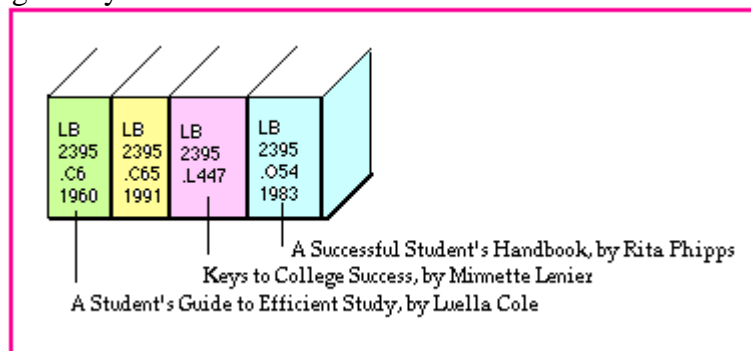 LB
2395
.C6
1960
LB
2395
.C65
1991
LB
2395
.L447
LB
2395
.O54
1983
A Successful Student's Handbook, by Rita Phipps
Keys to College Success, by Minnette Lenier
A Student's Guide to Efficient Study, by Luella Cole